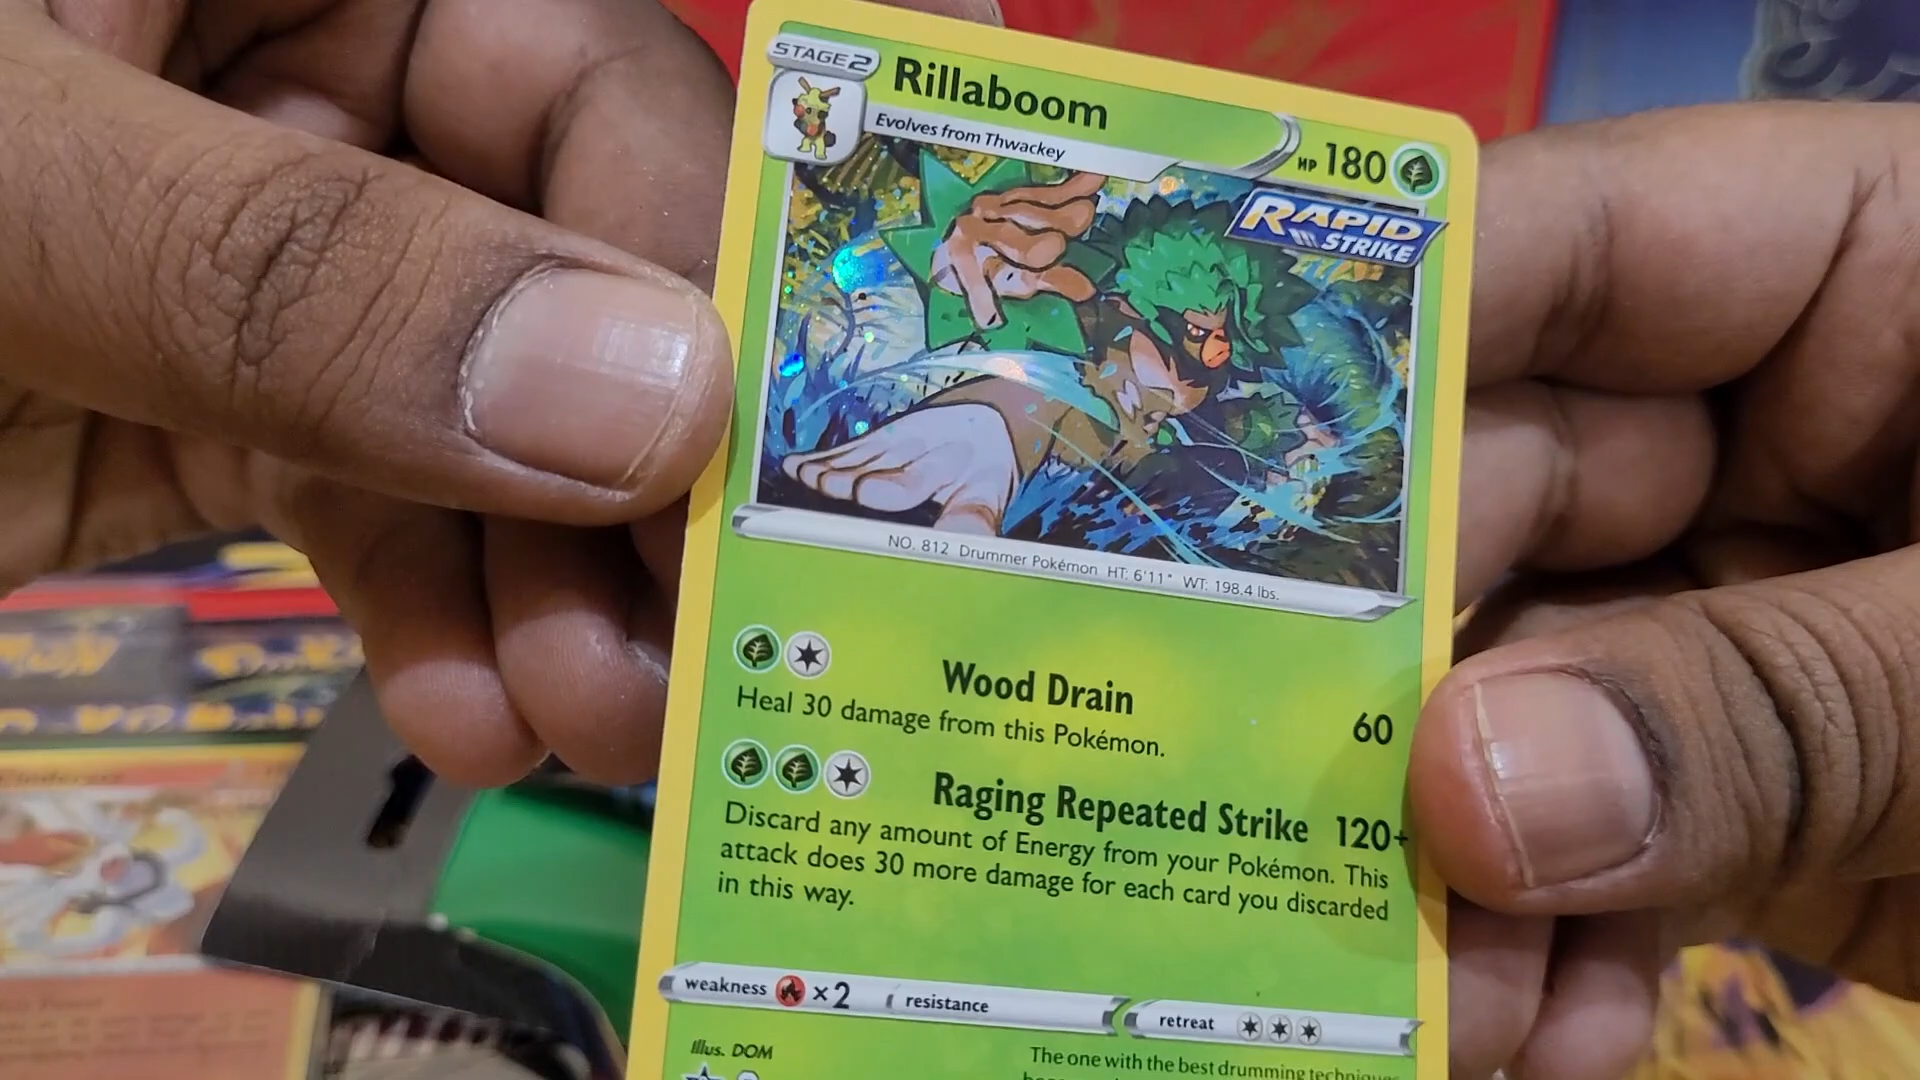 STAGE 2
Rillaboom
Evolves from Thwackey
HP 180
RAPID
STRIKE
NO. 812 Drummer Pokémon HT: 6'11" WT: 198.4 lbs.
Wood Drain 60
Heal 30 damage from this Pokémon.
Raging Repeated Strike 120+
Discard any amount of Energy from your Pokémon. This
attack does 30 more damage for each card you discarded
in this way.
weakness ×2 resistance retreat
Illus. DOM
The one with the best drumming techniques